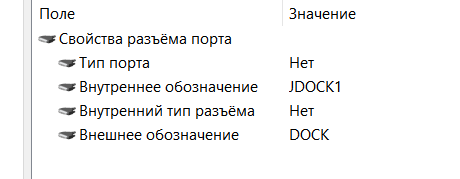 Поле Значение
Свойства разъёма порта
Тип порта Нет
Внутреннее обозначение JDOCK1
Внутренний тип разъёма Нет
Внешнее обозначение DOCK